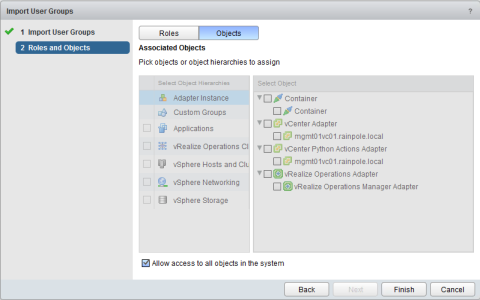 Import User Groups
?
1 Import User Groups
2 Roles and Objects
Roles
Objects
Associated Objects
Pick objects or object hierarchies to assign
Select Object Hierarchies
Adapter Instance
Custom Groups
Applications
vRealize Operations Cl
vSphere Hosts and Clu
vSphere Networking
vSphere Storage
Select Object
Container
Container
vCenter Adapter
mgmt01vc01.rainpole.local
vCenter Python Actions Adapter
mgmt01vc01.rainpole.local
vRealize Operations Adapter
vRealize Operations Manager Adapter
Allow access to all objects in the system
Back
Next
Finish
Cancel